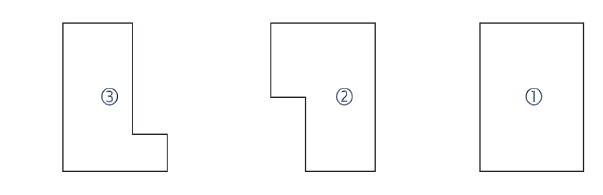 ③ ② ①